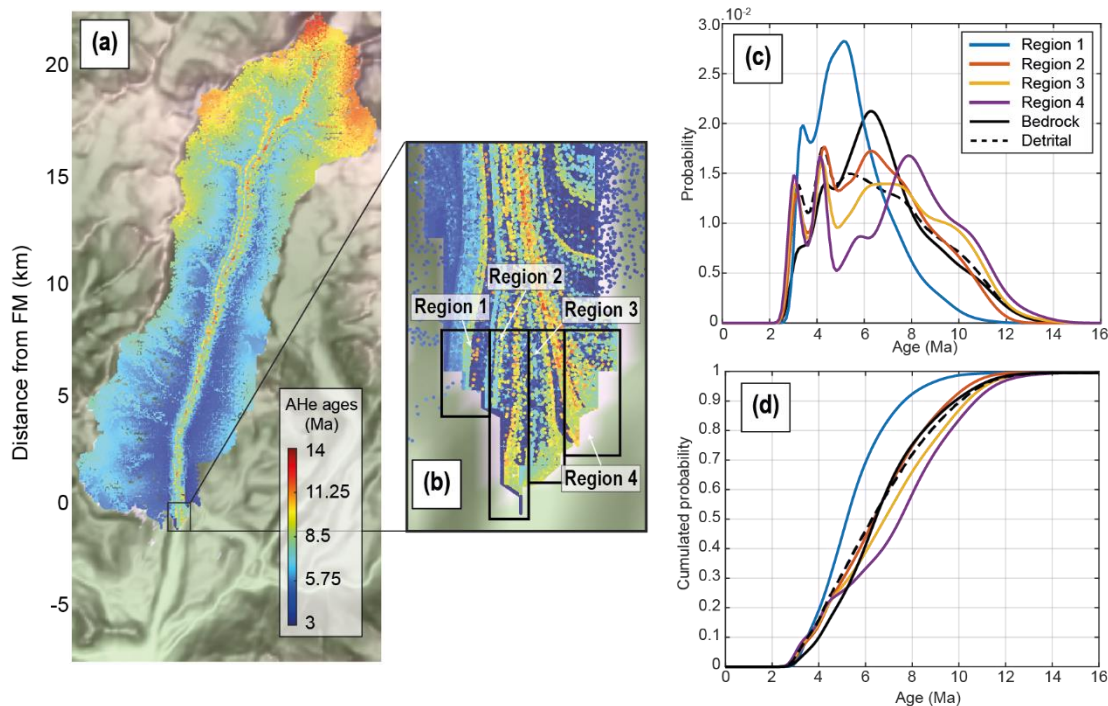 (a)
Distance from FM (km)
20
15
10
5
0
-5
AHe ages
(Ma)
14
11.25
8.5
5.75
3
Region 1
Region 2
Region 3
Region 4
(b)
(c)
Probability
3.0
x10-2
2.5
2.0
1.5
1.0
0.5
0
0 2 4 6 8 10 12 14 16
Age (Ma)
Region 1
Region 2
Region 3
Region 4
Bedrock
Detrital
(d)
Cumulated probability
1
0.9
0.8
0.7
0.6
0.5
0.4
0.3
0.2
0.1
0
0 2 4 6 8 10 12 14 16
Age (Ma)